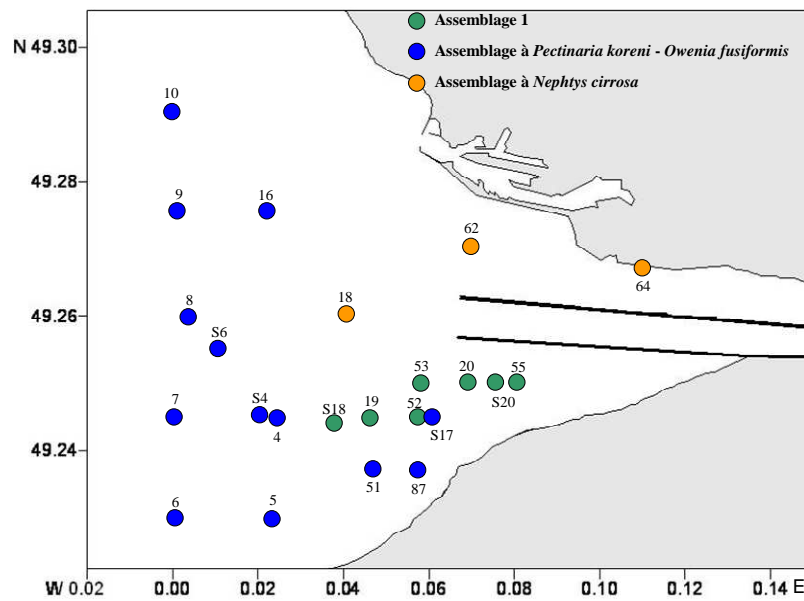 Assemblage 1
N 49.30
Assemblage à Pectinaria koreni - Owenia fusiformis
Assemblage à Nephtys cirrosa
10
49.28
9
16
62
18
64
8
49.26
S6
53
20
55
7
S4
S18
19
52
S20
4
S17
49.24
51
87
6
5
W 0.02
0.00
0.02
0.04
0.06
0.08
0.10
0.12
0.14
E